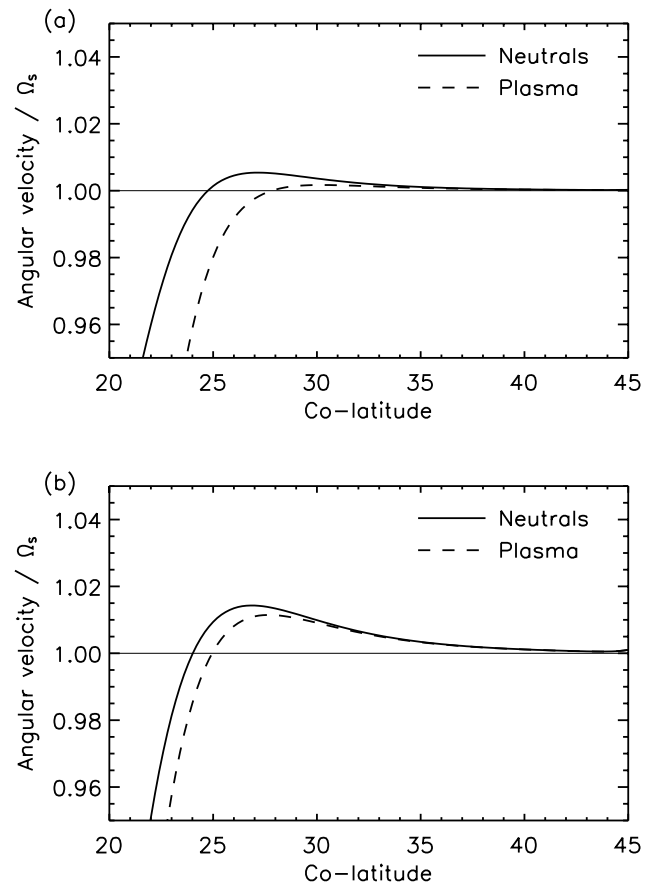 (a)
Angular velocity / Ωs
1.04
1.02
1.00
0.98
0.96
Neutrals
Plasma
20 25 30 35 40 45
Co-latitude
(b)
Angular velocity / Ωs
1.04
1.02
1.00
0.98
0.96
Neutrals
Plasma
20 25 30 35 40 45
Co-latitude